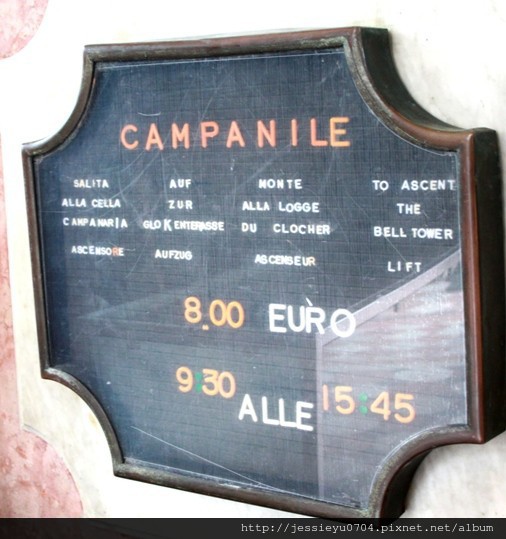 CAMPANILE
SALITA AUF MONTE TO ASCENT
ALLA CELLA ZUR ALLA LOGGE THE
CAMPANARIA GLOKENTERASSE DU CLOCHER BELL TOWER
ASCENSORE AUFZUG ASCENSEUR LIFT
8.00 EURO
9:30 ALLE 15:45
http://jessieyu0704.pixnet.net/album